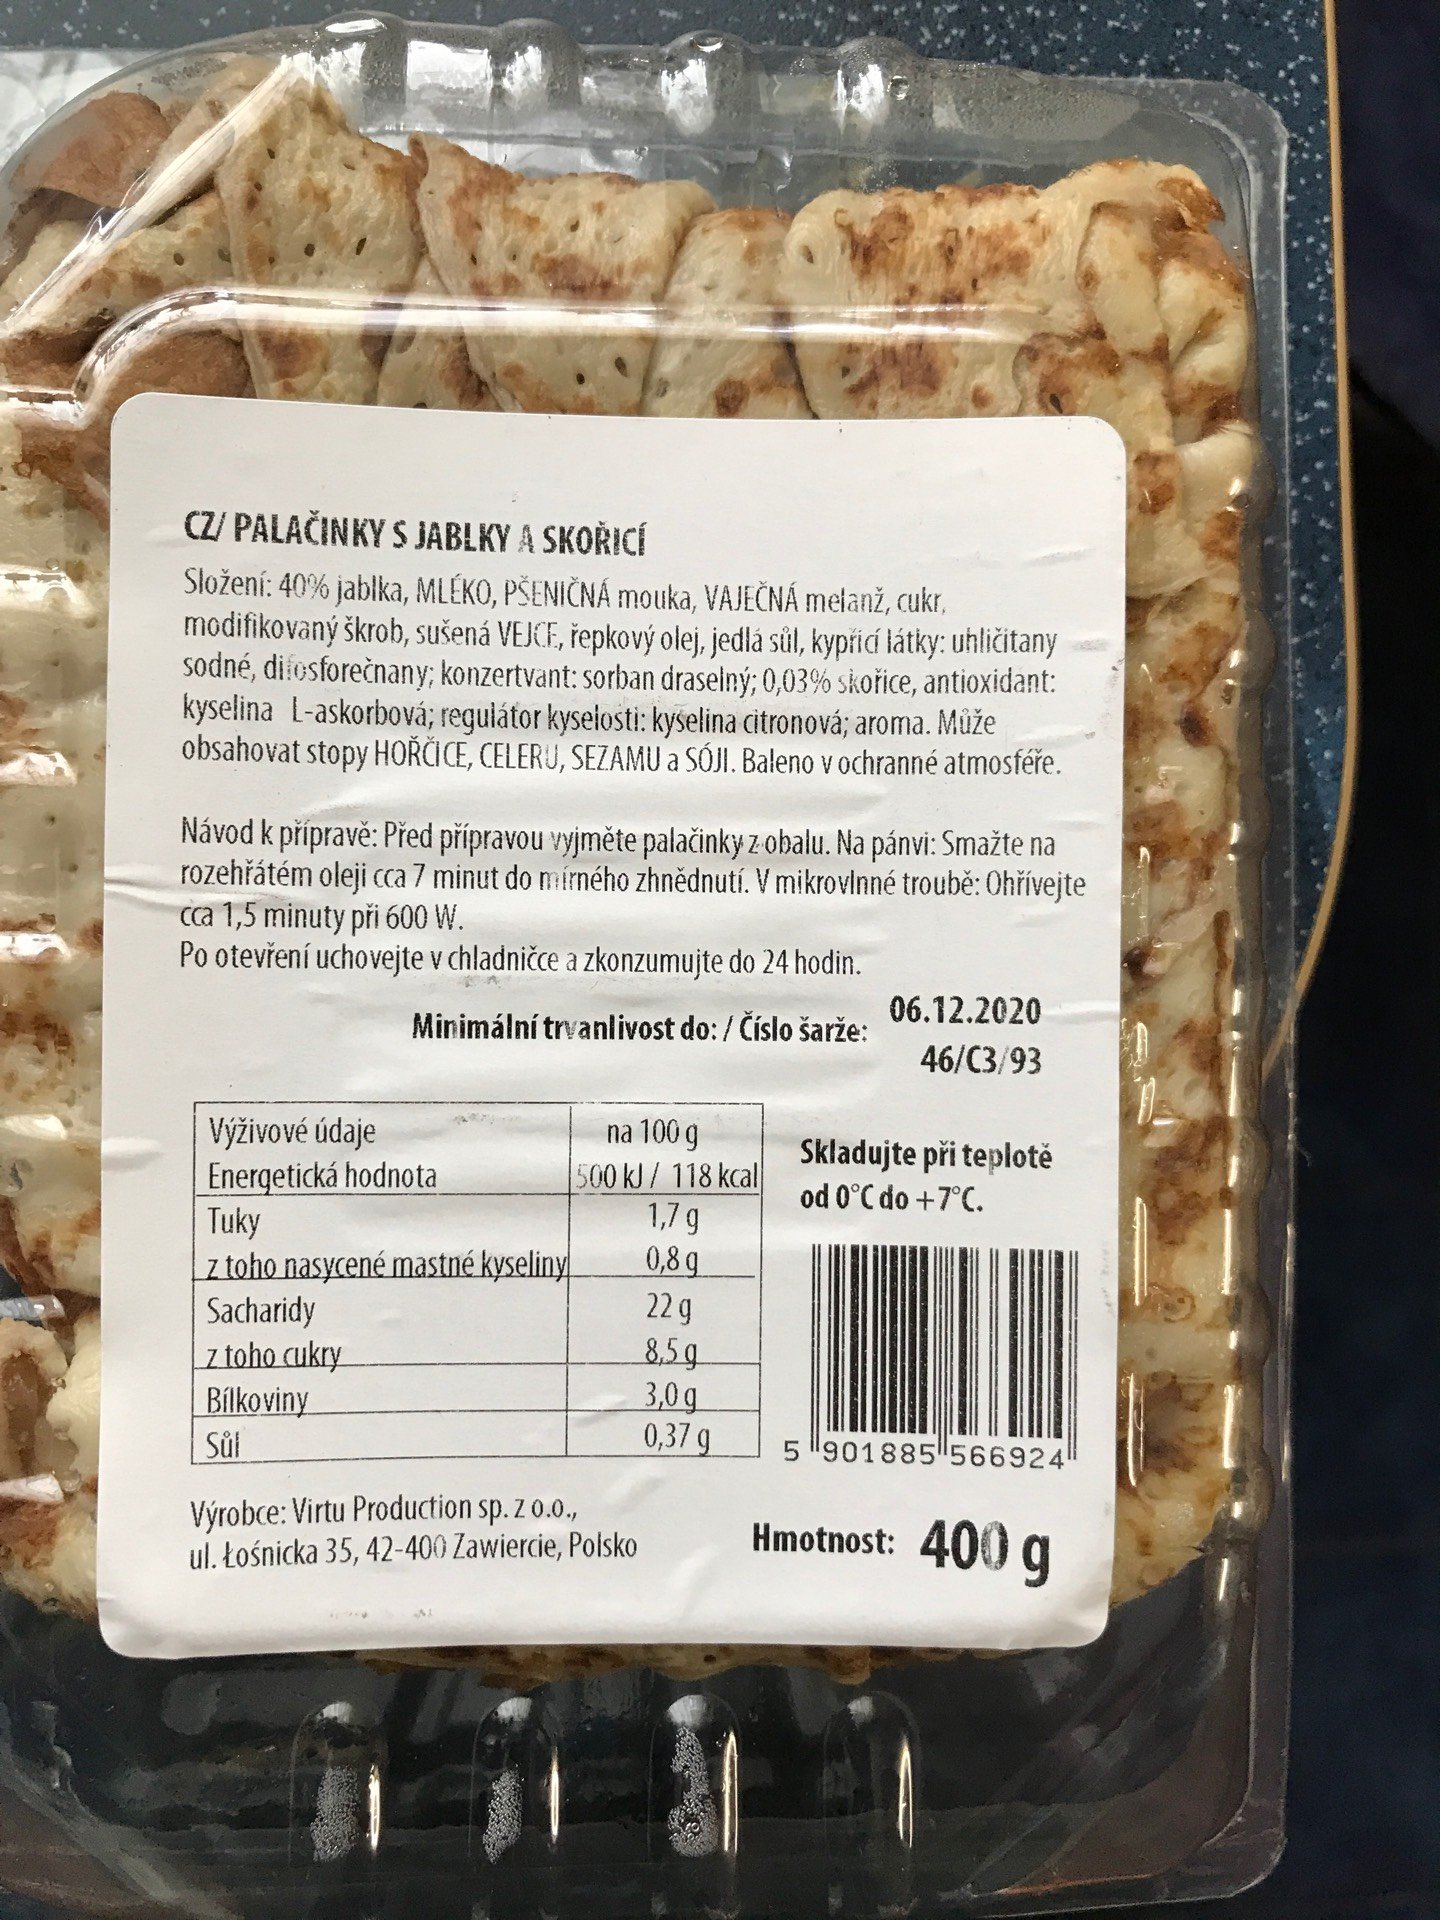 CZ/ PALAČINKY S JABLKY A SKOŘICÍ
Složení: 40% jablka, MLÉKO, PŠENIČNÁ mouka, VAJEČNÁ melanž, cukr,
modifikovaný škrob, sušená VEJCE, řepkový olej, jedlá sůl, kypřicí látky: uhličitany
sodné, difosforečnany; konzertvant: sorban draselný; 0,03% skořice, antioxidant:
kyselina L-askorbová; regulátor kyselosti: kyselina citronová; aroma. Může
obsahovat stopy HOŘČICE, CELERU, SEZAMU a SÓJI. Baleno v ochranné atmosféře.
Návod k přípravě: Před přípravou vyjměte palačinky z obalu. Na pánvi: Smažte na
rozehřátém oleji cca 7 minut do mírného zhnědnutí. V mikrovlnné troubě: Ohřívejte
cca 1,5 minuty při 600 W.
Po otevření uchovejte v chladničce a zkonzumujte do 24 hodin.
Minimální trvanlivost do: / Číslo šarže: 06.12.2020
46/C3/93
Výživové údaje na 100 g
Energetická hodnota 500 kJ / 118 kcal
Tuky 1,7 g
z toho nasycené mastné kyseliny 0,8 g
Sacharidy 22 g
z toho cukry 8,5 g
Bílkoviny 3,0 g
Sůl 0,37 g
Skladujte při teplotě
od 0°C do +7°C.
5 901885 566924
Výrobce: Virtu Production sp. z o.o.,
ul. Łośnicka 35, 42-400 Zawiercie, Polsko
Hmotnost: 400 g